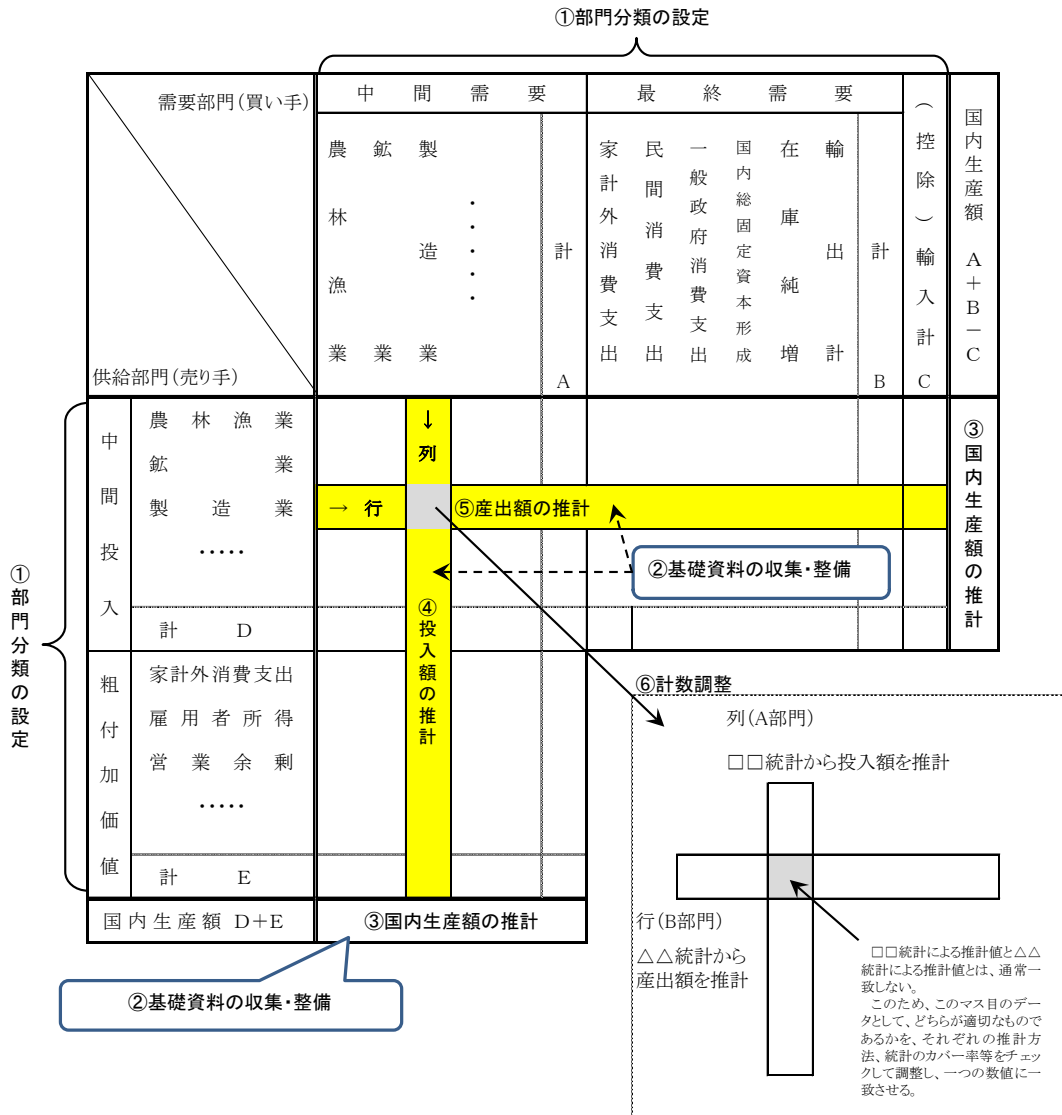 ①部門分類の設定
需要部門(買い手)
供給部門(売り手)
中間需要
農林漁業
鉱業
製造業
・・・・・
計 A
最終需要
家計外消費支出
民間消費支出
一般政府消費支出
国内総固定資本形成
在庫純増
輸出計
計 B
(控除)輸入計 C
国内生産額 A+B-C
①部門分類の設定
中間投入
農林漁業
鉱業
製造業
・・・・・
計 D
粗付加価値
家計外消費支出
雇用者所得
営業余剰
・・・・・
計 E
国内生産額 D+E
↓
列
→ 行
⑤産出額の推計
②基礎資料の収集・整備
④投入額の推計
③国内生産額の推計
③国内生産額の推計
②基礎資料の収集・整備
⑥計数調整
列(A部門)
□□統計から投入額を推計
行(B部門)
△△統計から
産出額を推計
□□統計による推計値と△△
統計による推計値とは、通常一
致しない。
このため、このマス目のデー
タとして、どちらが適切なもので
あるかを、それぞれの推計方
法、統計のカバー率等をチェッ
クして調整し、一つの数値に一
致させる。